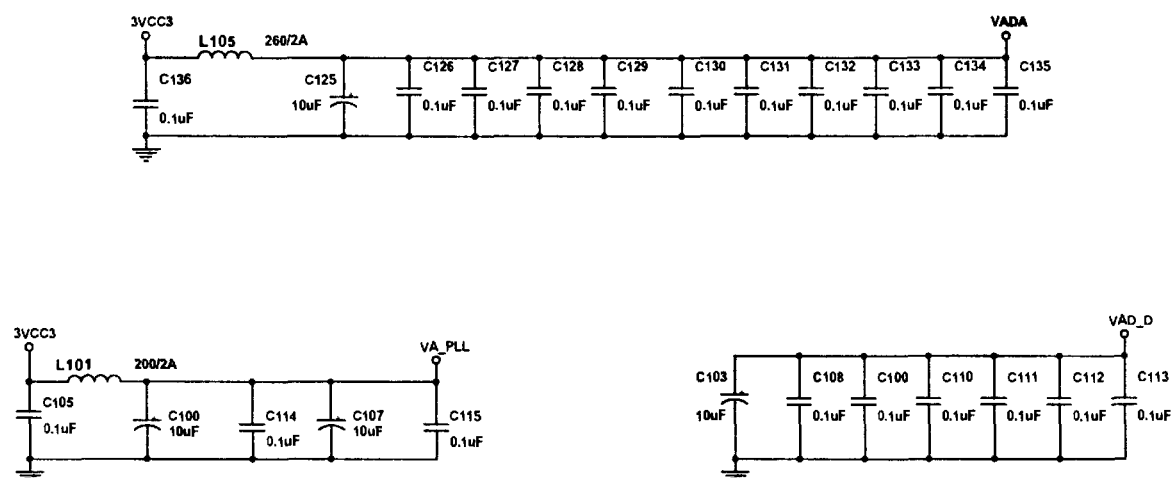 3VCC3
L105 260/2A
VADA
C136
0.1uF
C125
10uF
C126
0.1uF
C127
0.1uF
C128
0.1uF
C129
0.1uF
C130
0.1uF
C131
0.1uF
C132
0.1uF
C133
0.1uF
C134
0.1uF
C135
0.1uF
3VCC3
L101 200/2A
VA_PLL
C105
0.1uF
C100
10uF
C114
0.1uF
C107
10uF
C115
0.1uF
VAD_D
C103
10uF
C108
0.1uF
C100
0.1uF
C110
0.1uF
C111
0.1uF
C112
0.1uF
C113
0.1uF